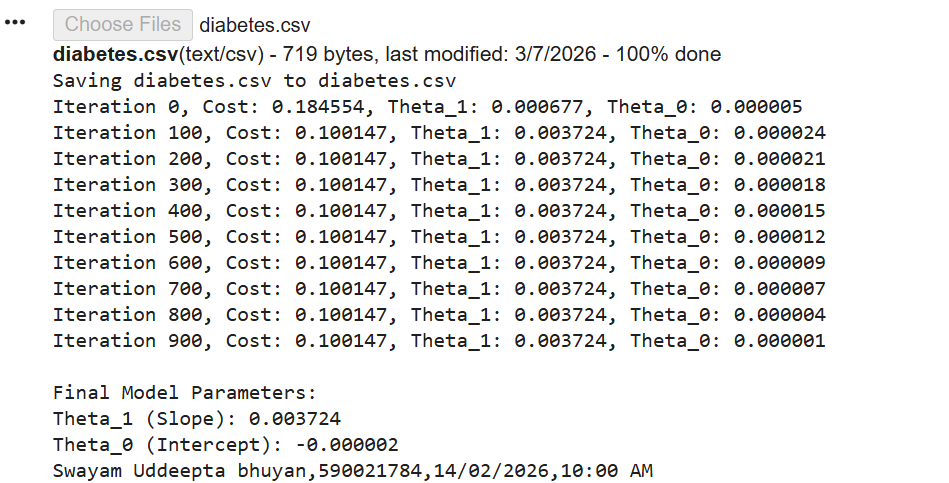 Choose Files diabetes.csv
diabetes.csv(text/csv) - 719 bytes, last modified: 3/7/2026 - 100% done
Saving diabetes.csv to diabetes.csv
Iteration 0, Cost: 0.184554, Theta_1: 0.000677, Theta_0: 0.000005
Iteration 100, Cost: 0.100147, Theta_1: 0.003724, Theta_0: 0.000024
Iteration 200, Cost: 0.100147, Theta_1: 0.003724, Theta_0: 0.000021
Iteration 300, Cost: 0.100147, Theta_1: 0.003724, Theta_0: 0.000018
Iteration 400, Cost: 0.100147, Theta_1: 0.003724, Theta_0: 0.000015
Iteration 500, Cost: 0.100147, Theta_1: 0.003724, Theta_0: 0.000012
Iteration 600, Cost: 0.100147, Theta_1: 0.003724, Theta_0: 0.000009
Iteration 700, Cost: 0.100147, Theta_1: 0.003724, Theta_0: 0.000007
Iteration 800, Cost: 0.100147, Theta_1: 0.003724, Theta_0: 0.000004
Iteration 900, Cost: 0.100147, Theta_1: 0.003724, Theta_0: 0.000001
Final Model Parameters:
Theta_1 (Slope): 0.003724
Theta_0 (Intercept): -0.000002
Swayam Uddeepta bhuyan,590021784,14/02/2026,10:00 AM